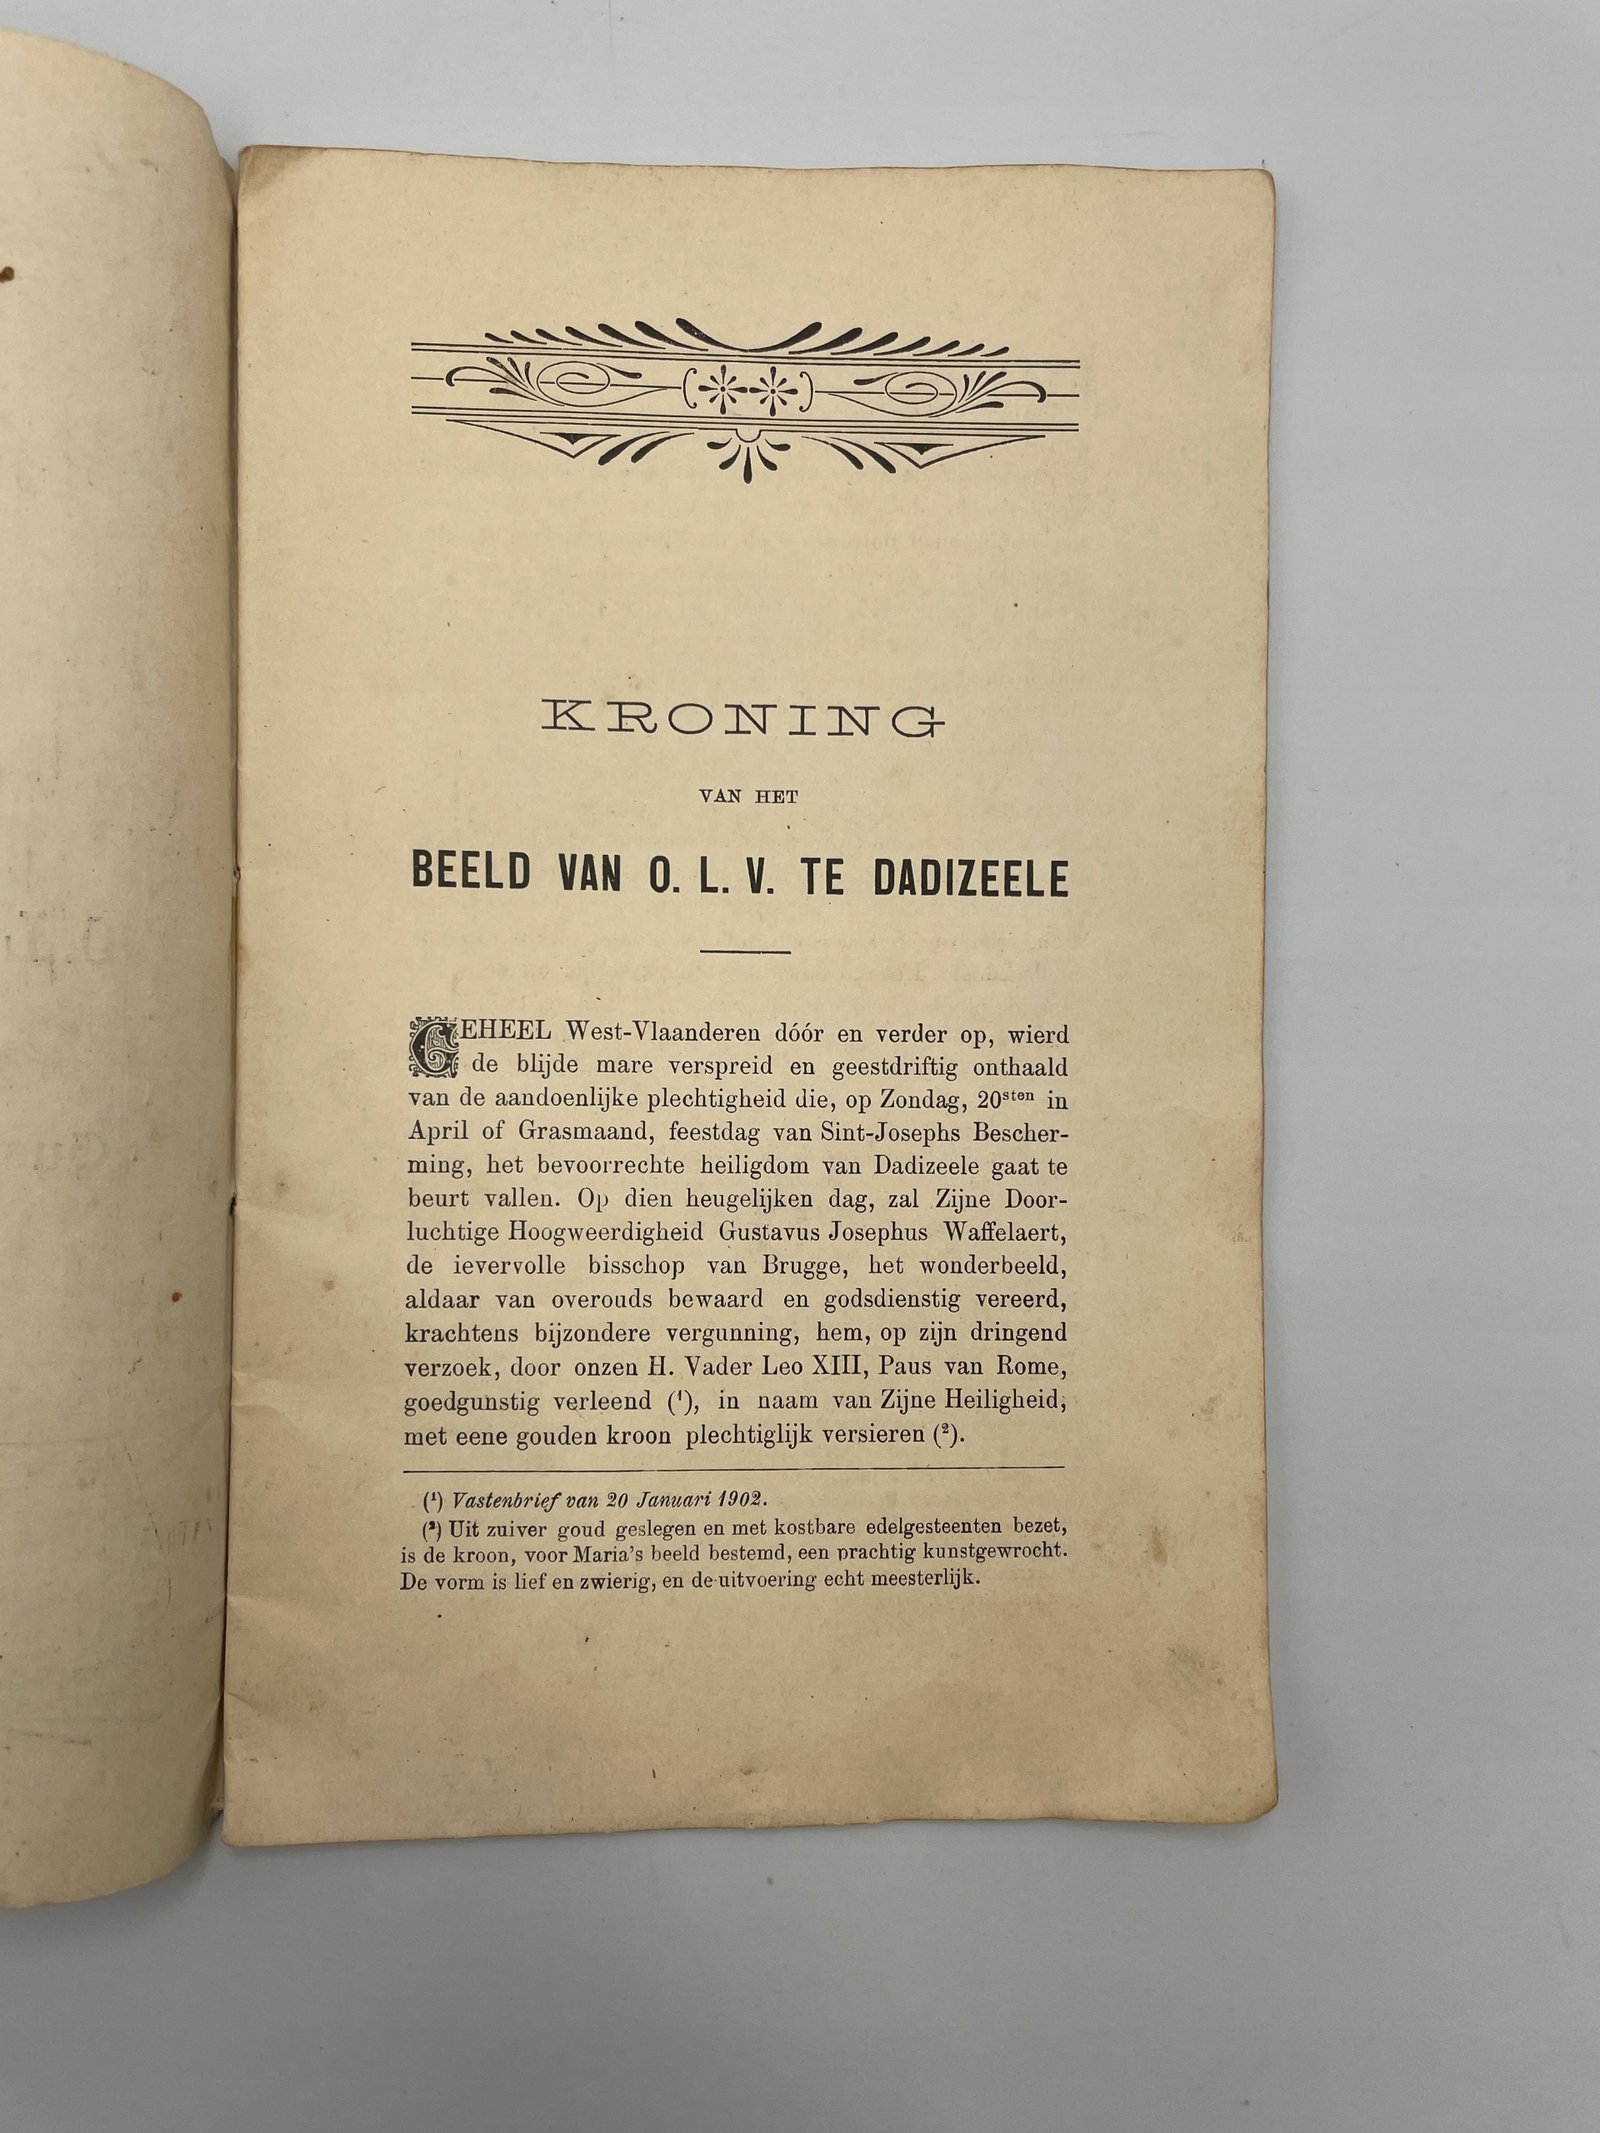 KRONING
VAN HET
BEELD VAN O. L. V. TE DADIZEELE
GEHEEL West-Vlaanderen dóór en verder op, wierd
de blijde mare verspreid en geestdriftig onthaald
van de aandoenlijke plechtigheid die, op Zondag, 20sten in
April of Grasmaand, feestdag van Sint-Josephs Bescher-
ming, het bevoorrechte heiligdom van Dadizeele gaat te
beurt vallen. Op dien heugelijken dag, zal Zijne Door-
luchtige Hoogweerdigheid Gustavus Josephus Waffelaert,
de ievervolle bisschop van Brugge, het wonderbeeld,
aldaar van overouds bewaard en godsdienstig vereerd,
krachtens bijzondere vergunning, hem, op zijn dringend
verzoek, door onzen H. Vader Leo XIII, Paus van Rome,
goedgunstig verleend (¹), in naam van Zijne Heiligheid,
met eene gouden kroon plechtiglijk versieren (²).
(¹) Vastenbrief van 20 Januari 1902.
(²) Uit zuiver goud geslegen en met kostbare edelgesteenten bezet,
is de kroon, voor Maria's beeld bestemd, een prachtig kunstgewrocht.
De vorm is lief en zwierig, en de uitvoering echt meesterlijk.